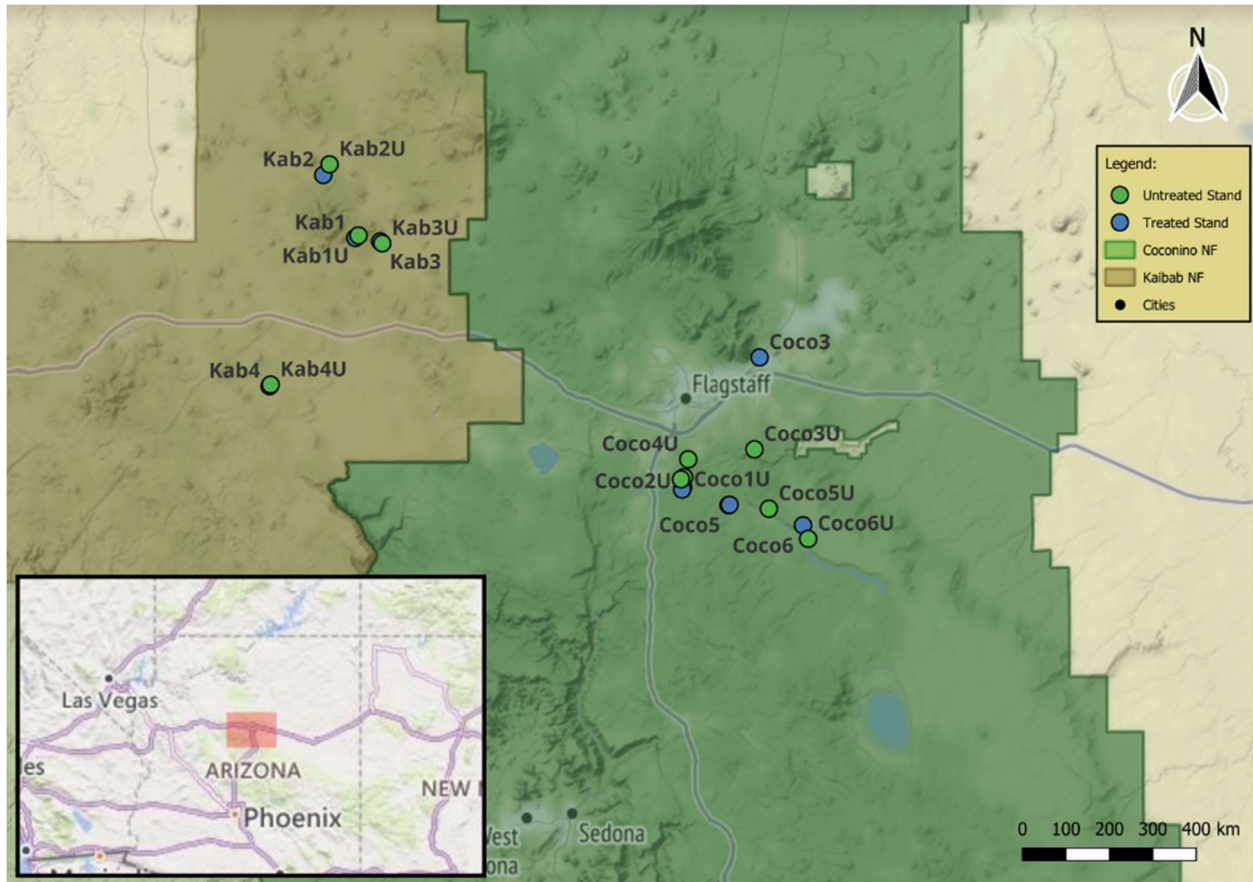 N
Legend:
Untreated Stand
Treated Stand
Coconino NF
Kaibab NF
Cities
Kab2 Kab2U
Kab1 Kab3U
Kab1U Kab3
Kab4 Kab4U
Coco3
Flagstaff
Coco4U Coco3U
Coco2U Coco1U
Coco5U
Coco5 Coco6U
Coco6
Las Vegas
es
ARIZONA
NEW
Phoenix
Sedona
ona
0 100 200 300 400 km